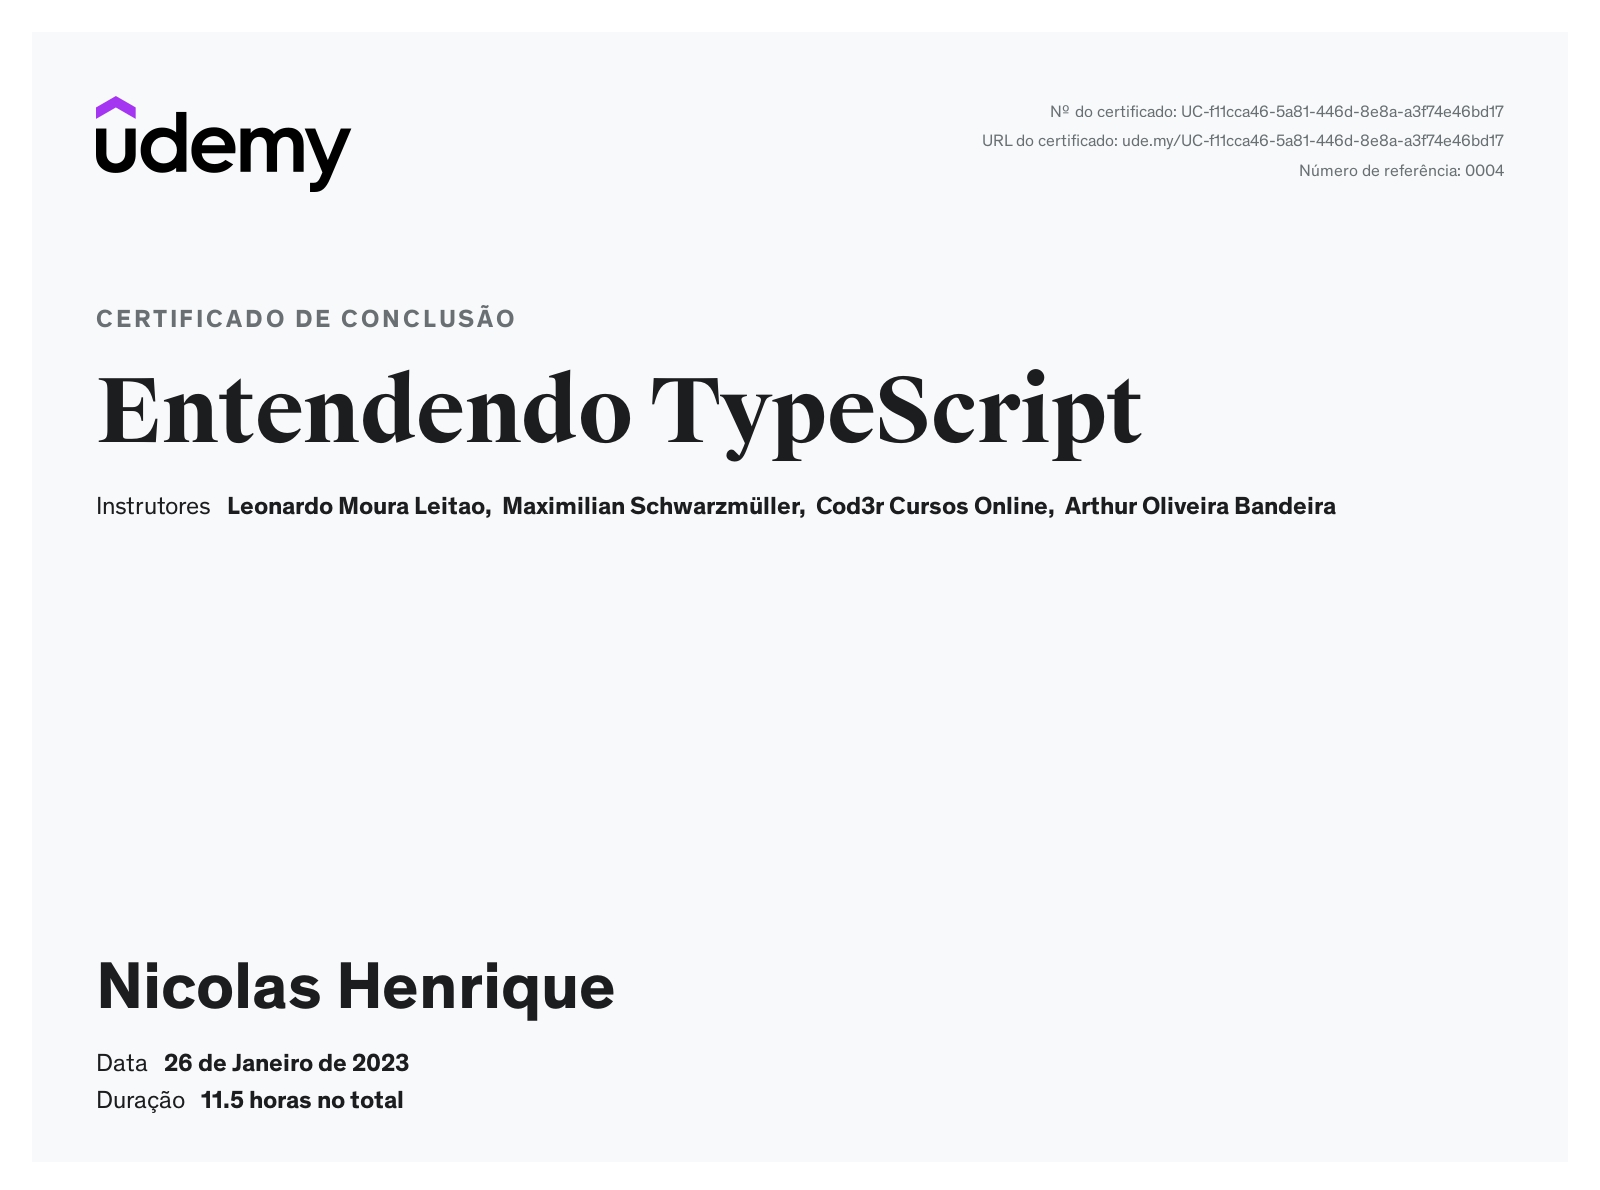 udemy
Nº do certificado: UC-f11cca46-5a81-446d-8e8a-a3f74e46bd17
URL do certificado: ude.my/UC-f11cca46-5a81-446d-8e8a-a3f74e46bd17
Número de referência: 0004
CERTIFICADO DE CONCLUSÃO
Entendendo TypeScript
Instrutores Leonardo Moura Leitao, Maximilian Schwarzmüller, Cod3r Cursos Online, Arthur Oliveira Bandeira
Nicolas Henrique
Data 26 de Janeiro de 2023
Duração 11.5 horas no total